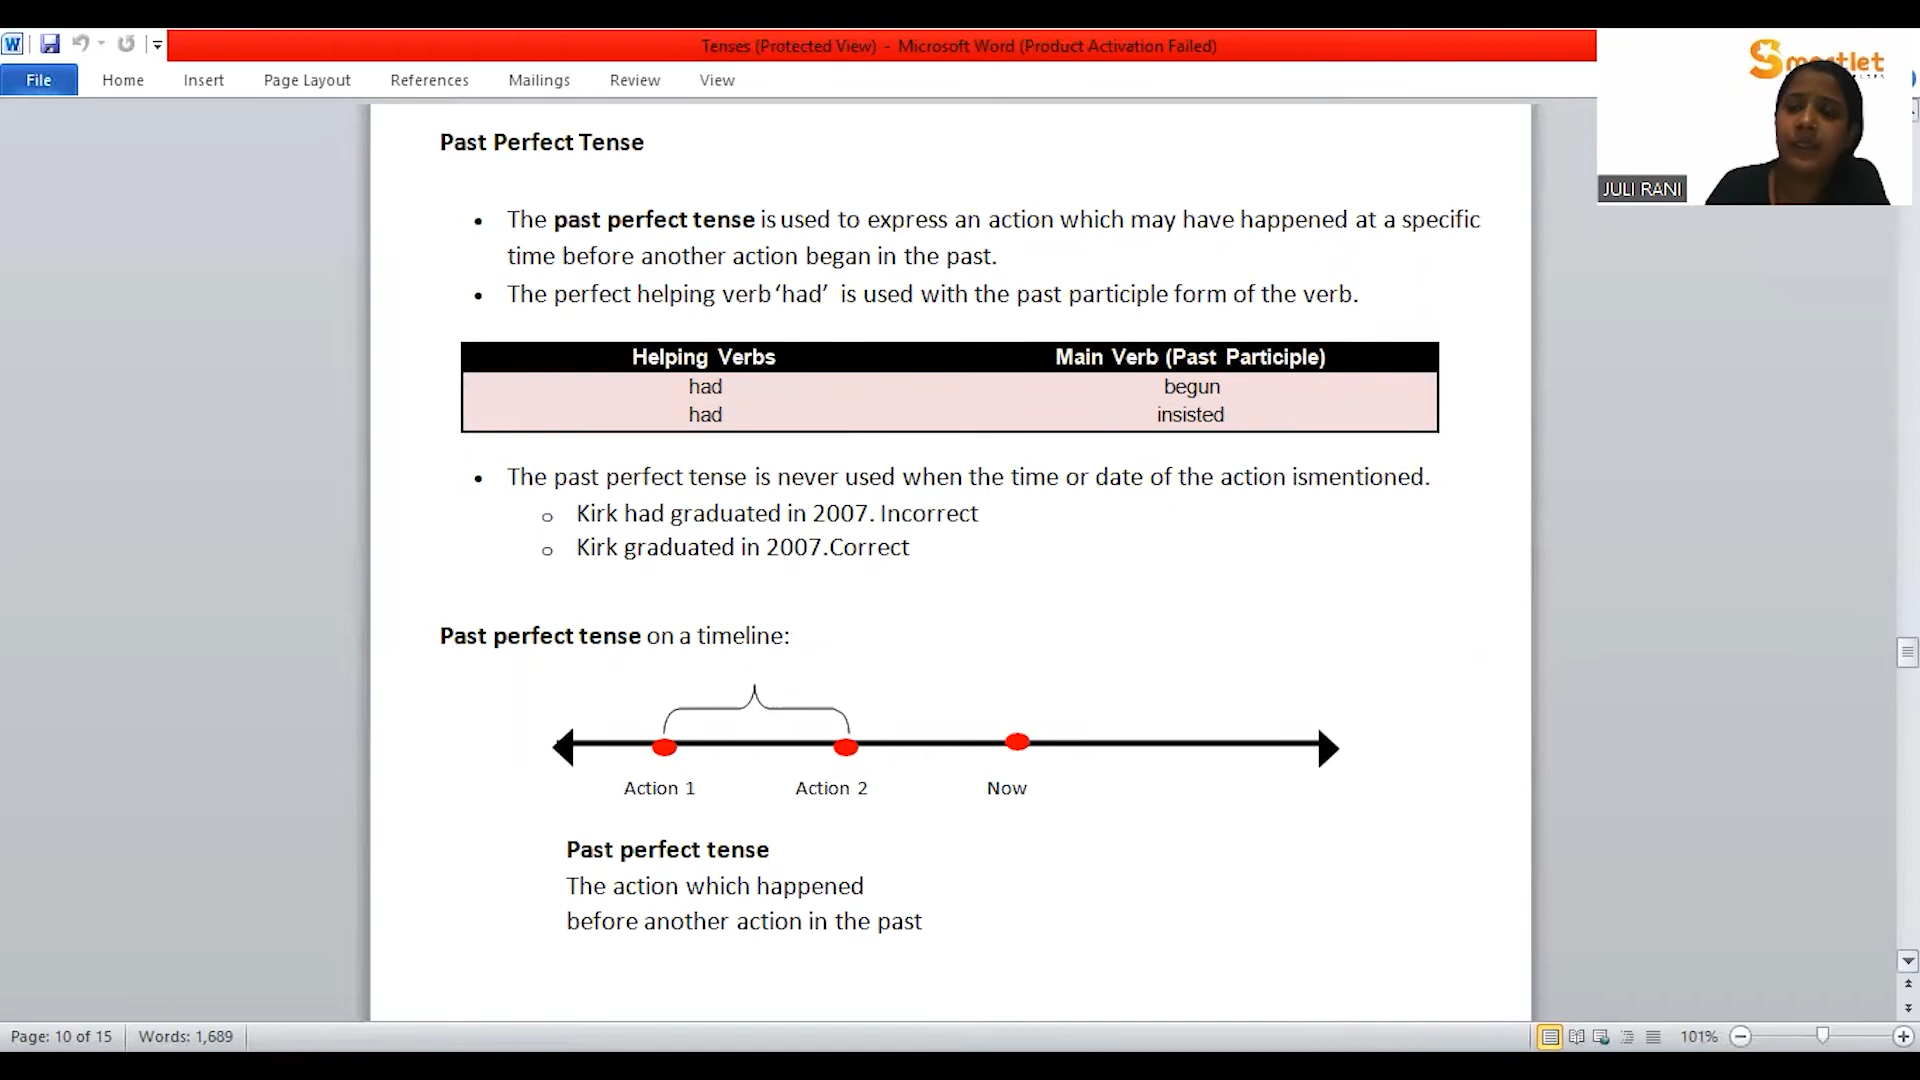 Tenses (Protected View) - Microsoft Word (Product Activation Failed)
File Home Insert Page Layout References Mailings Review View
JULI RANI
Past Perfect Tense
• The past perfect tense is used to express an action which may have happened at a specific
time before another action began in the past.
• The perfect helping verb ‘had’ is used with the past participle form of the verb.
Helping Verbs Main Verb (Past Participle)
had begun
had insisted
• The past perfect tense is never used when the time or date of the action ismentioned.
o Kirk had graduated in 2007. Incorrect
o Kirk graduated in 2007.Correct
Past perfect tense on a timeline:
Action 1 Action 2 Now
Past perfect tense
The action which happened
before another action in the past
Page: 10 of 15 Words: 1,689 101%